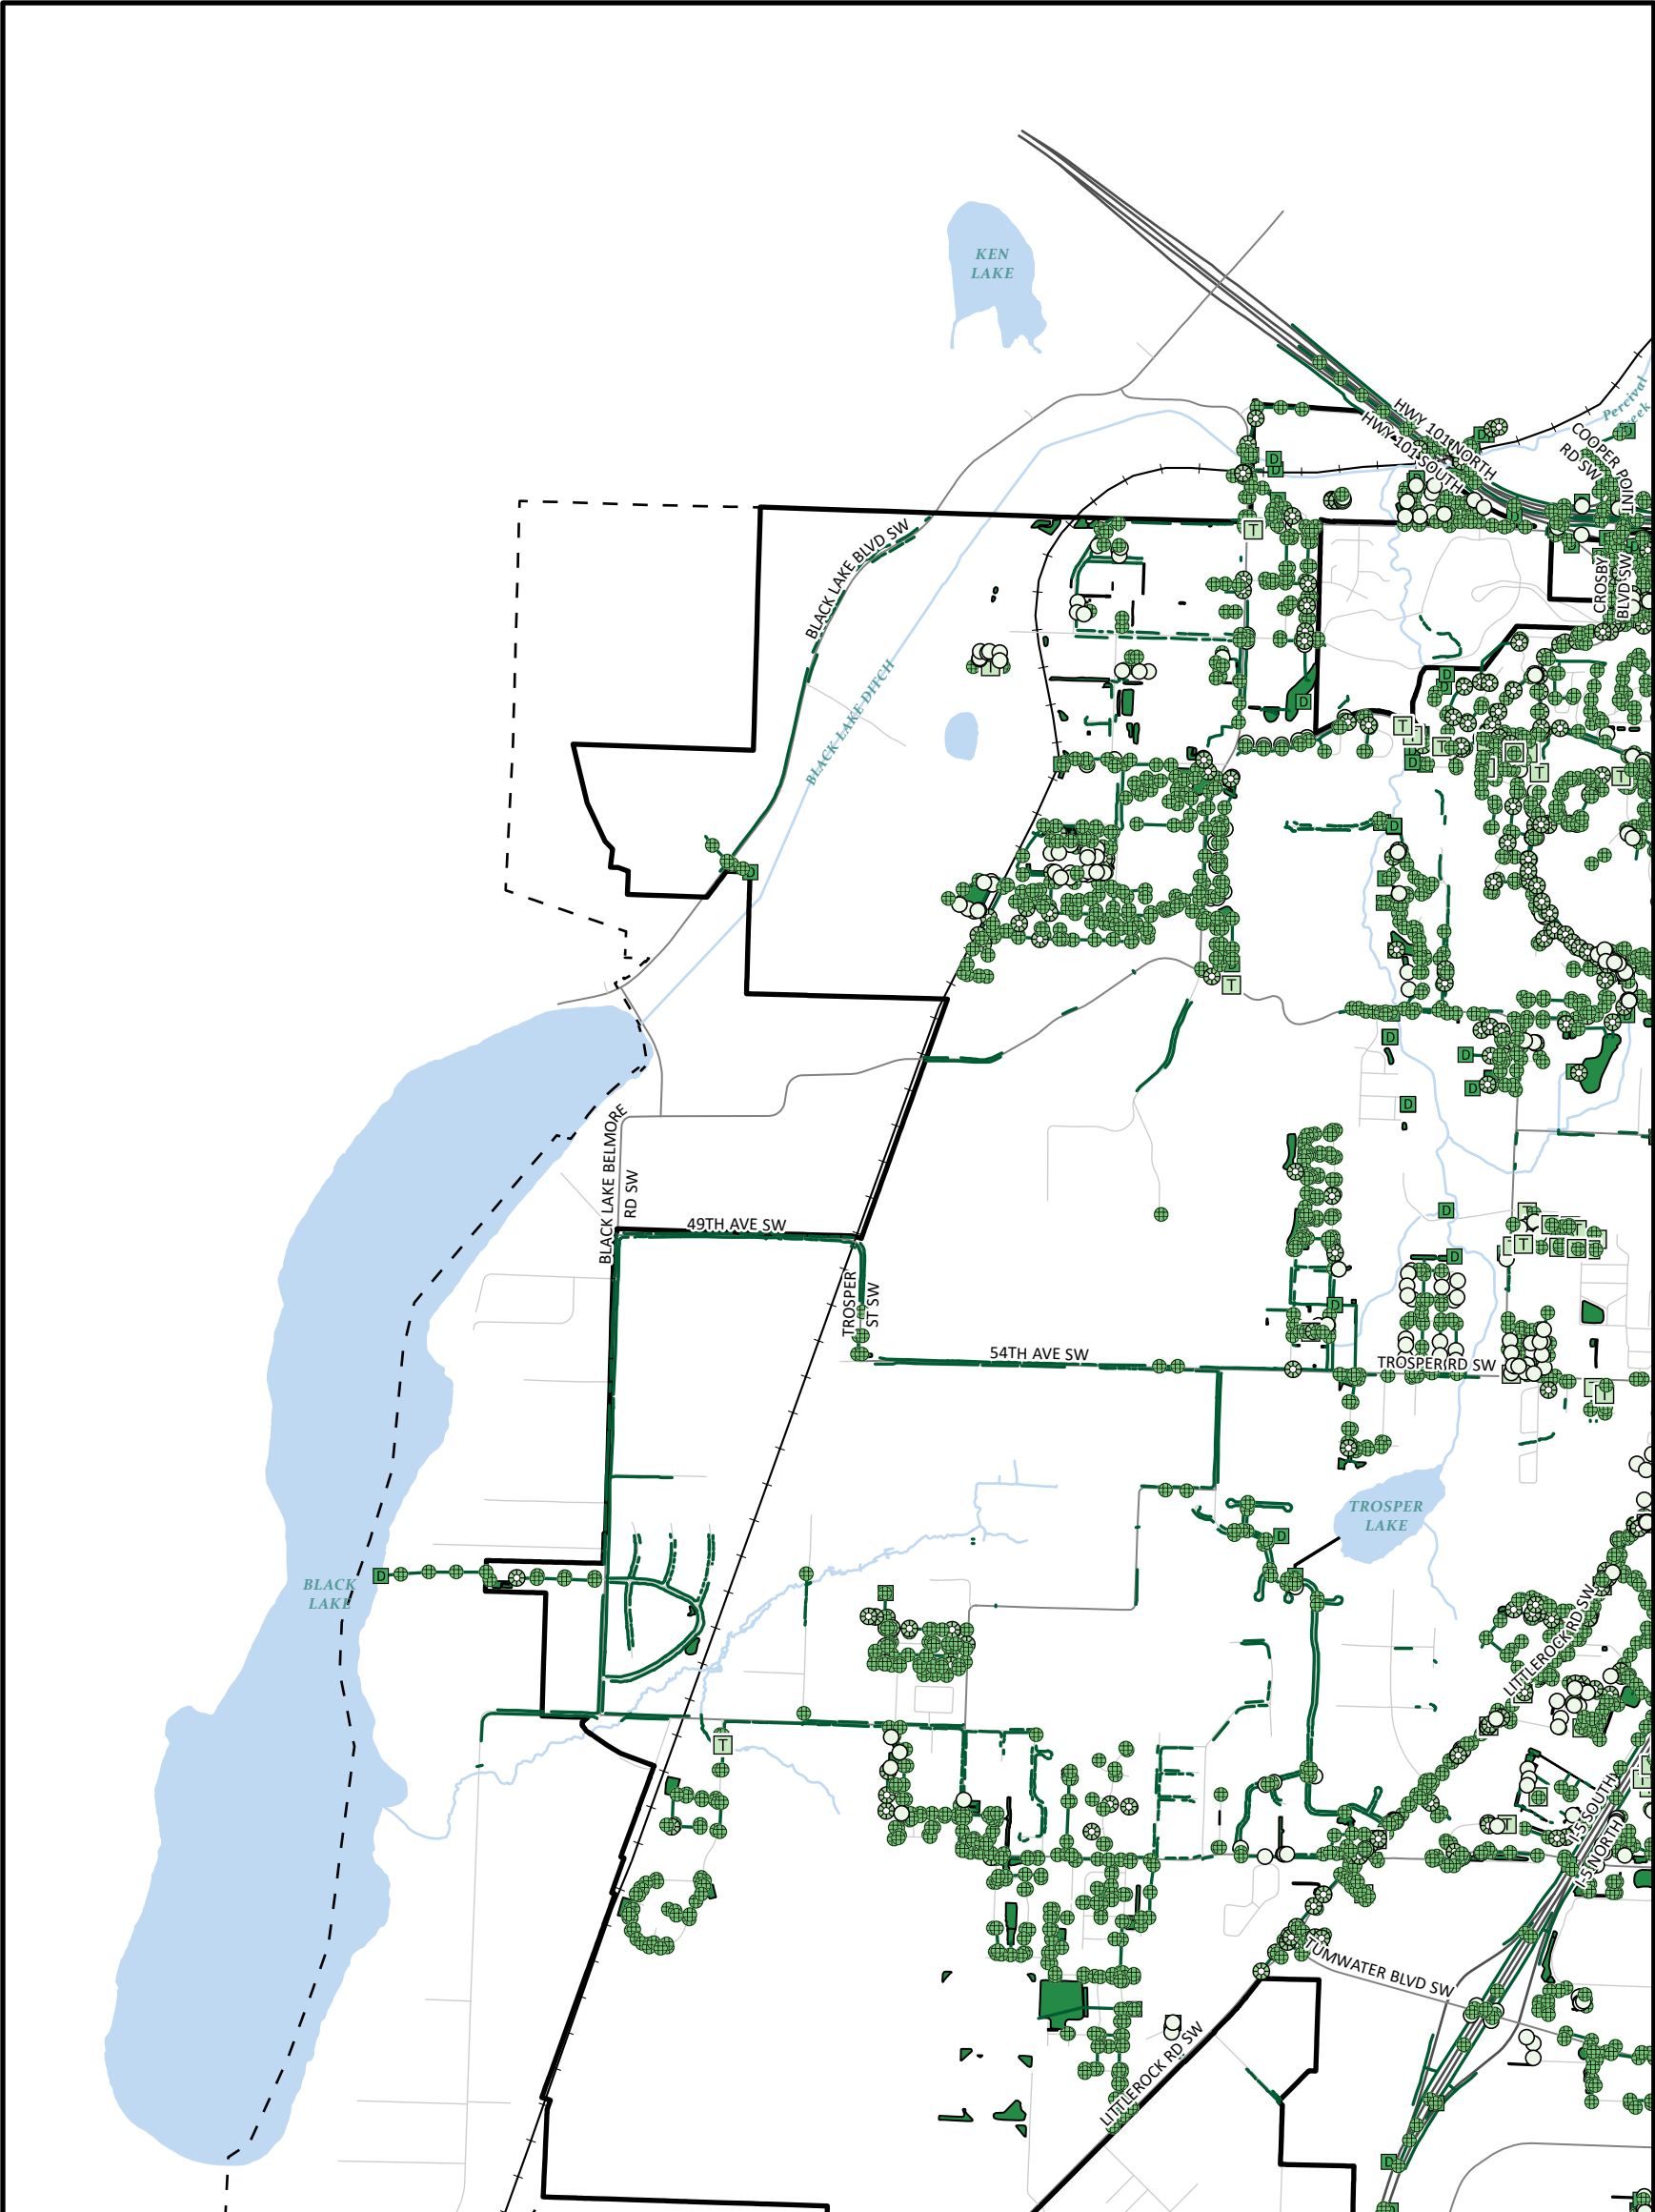 KEN
LAKE
Percival
Creek
HWY 101 NORTH
HWY 101 SOUTH
COOPER POINT
RD SW
D
D
D
D
T
BLACK LAKE BLVD SW
CROSBY
BLVD SW
BLACK LAKE DITCH
T
D
D
D
T
T
T
T
T
D
D
D
T
D
D
D
D
BLACK LAKE BELMORE
RD SW
D
49TH AVE SW
T
D
TROSPER
ST SW
D
54TH AVE SW
TROSPER RD SW
TROSPER
LAKE
D
D
BLACK
LAKE
LITTLEROCK RD SW
T
T
I-5 SOUTH
I-5 NORTH
TUMWATER BLVD SW
LITTLEROCK RD SW
D